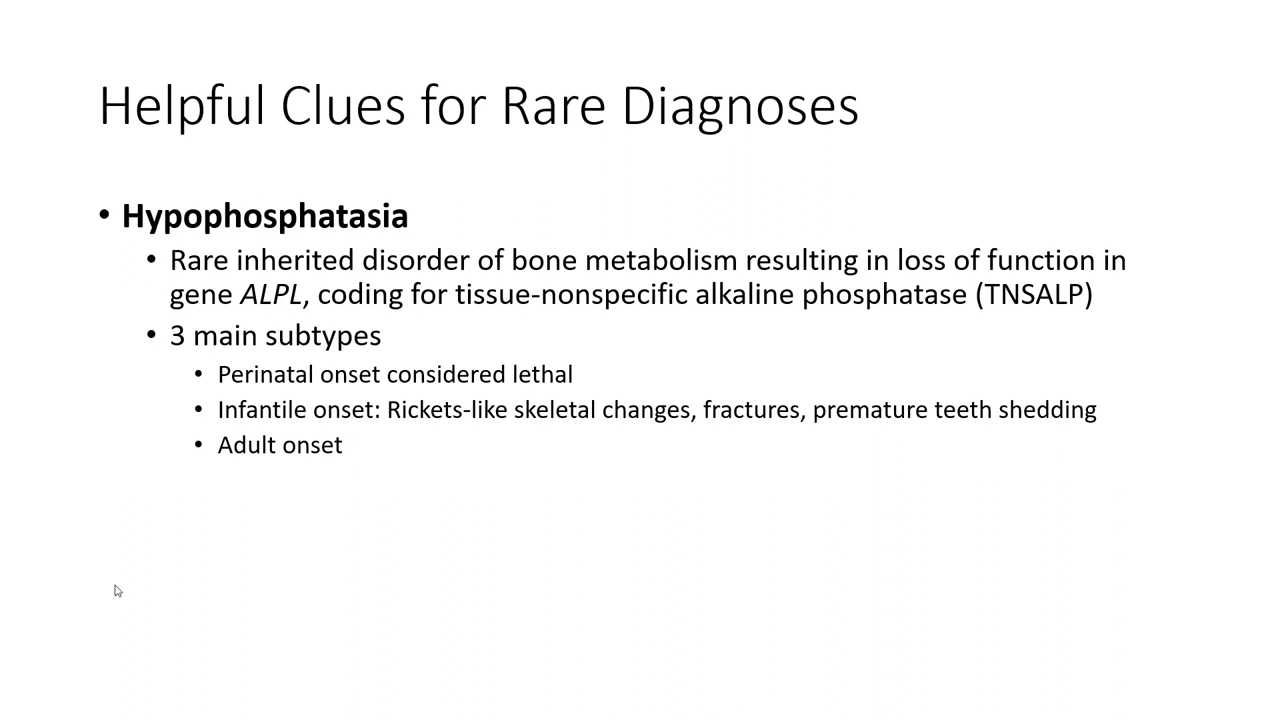 Helpful Clues for Rare Diagnoses
• Hypophosphatasia
• Rare inherited disorder of bone metabolism resulting in loss of function in
gene ALPL, coding for tissue-nonspecific alkaline phosphatase (TNSALP)
• 3 main subtypes
• Perinatal onset considered lethal
• Infantile onset: Rickets-like skeletal changes, fractures, premature teeth shedding
• Adult onset